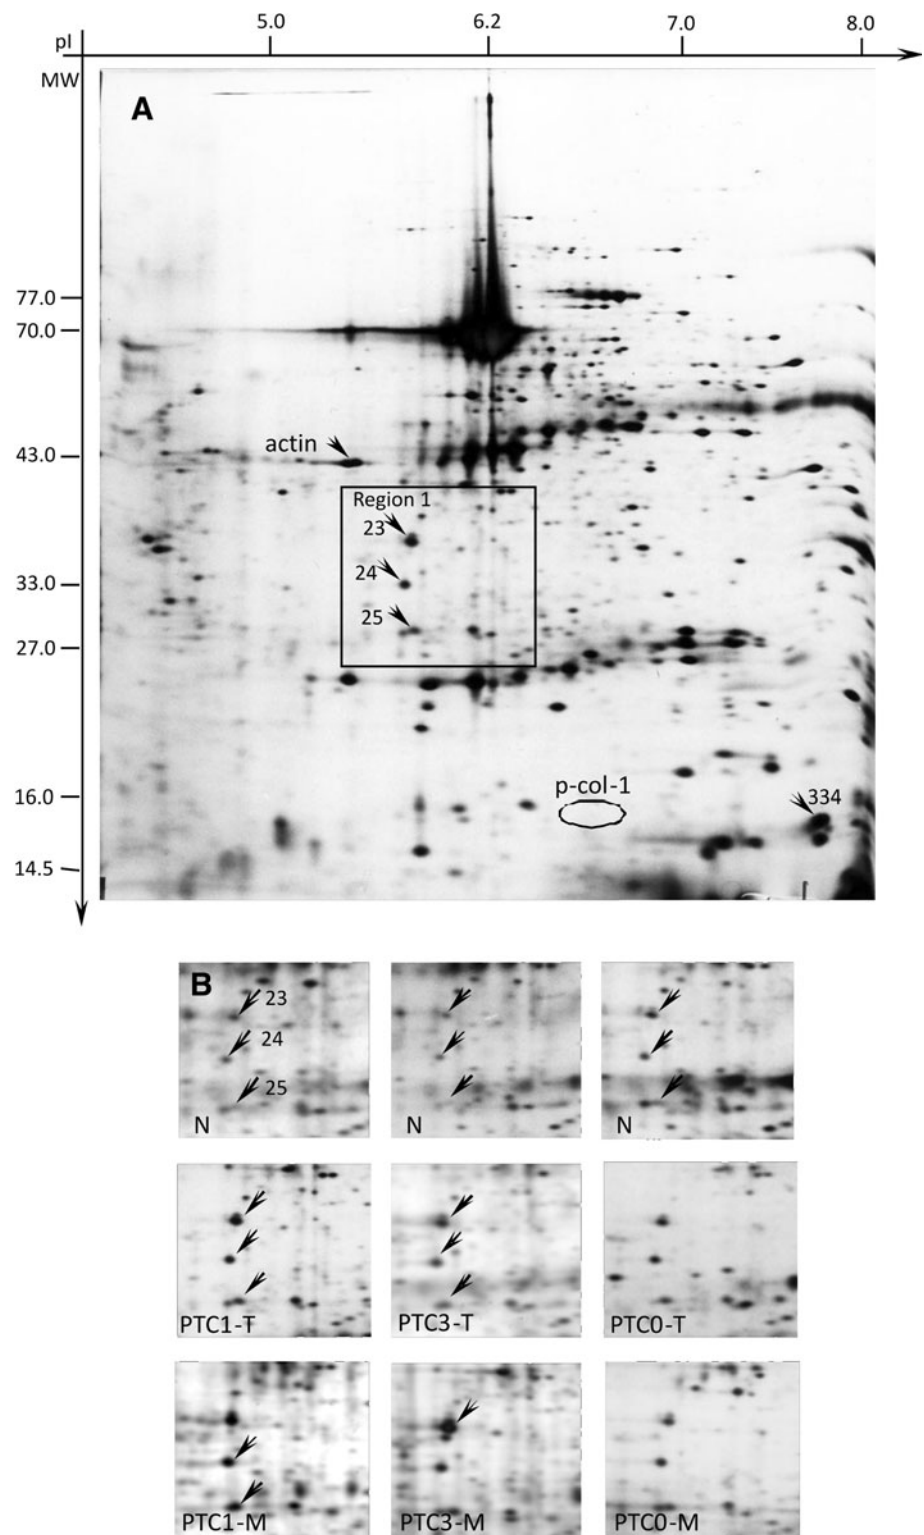 5.0 6.2 7.0 8.0
pI
MW
A
77.0
70.0
actin
43.0
Region 1
23
33.0
24
25
27.0
p-col-1
16.0
334
14.5
B
23
24
25
N N N
PTC1-T PTC3-T PTC0-T
PTC1-M PTC3-M PTC0-M